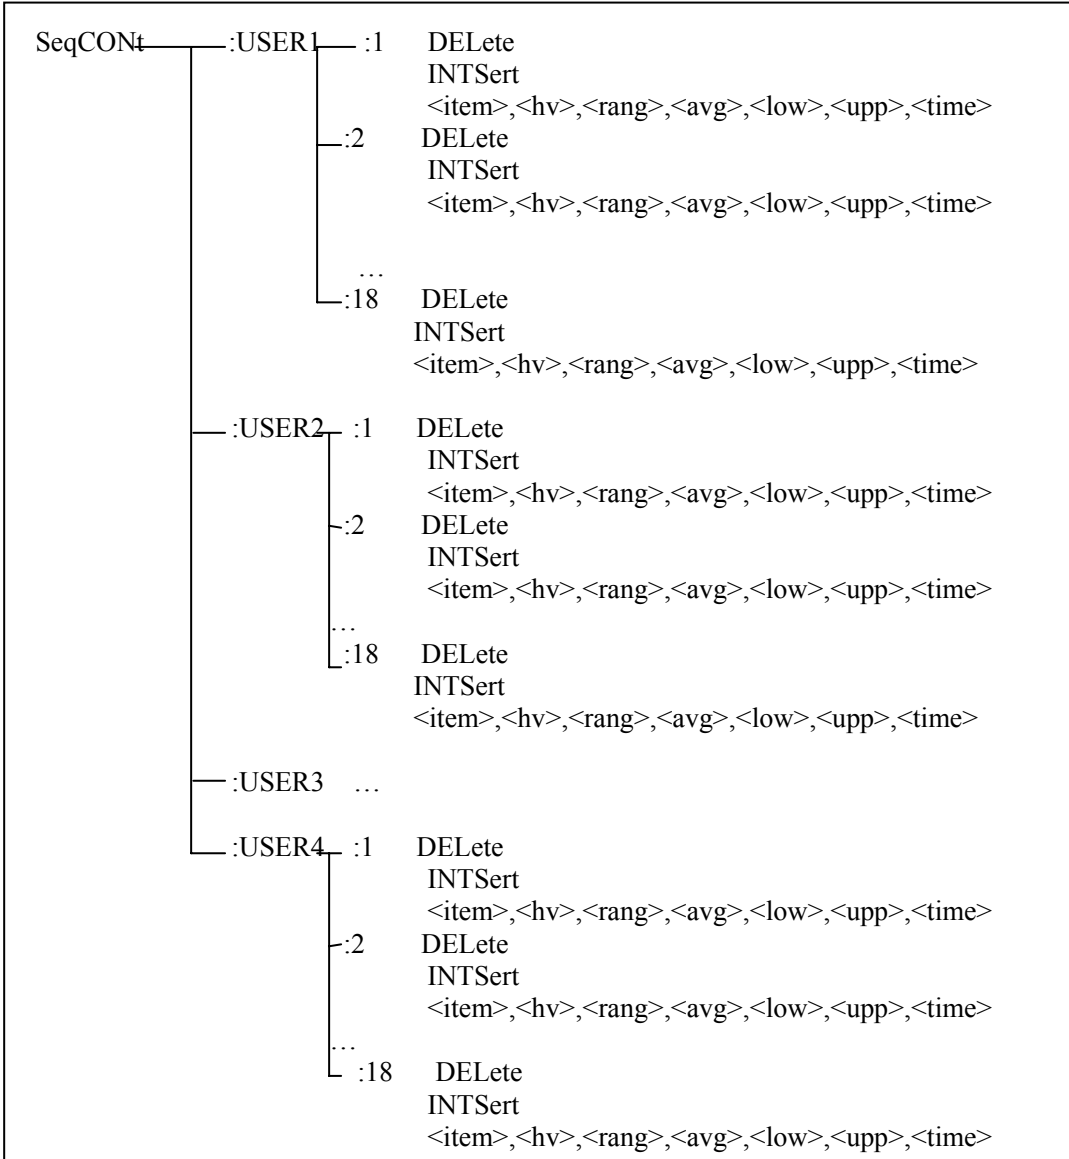 SeqCONt :USER1 :1 DELete
INTSert
<item>,<hv>,<rang>,<avg>,<low>,<upp>,<time>
:2 DELete
INTSert
<item>,<hv>,<rang>,<avg>,<low>,<upp>,<time>
…
:18 DELete
INTSert
<item>,<hv>,<rang>,<avg>,<low>,<upp>,<time>
:USER2 :1 DELete
INTSert
<item>,<hv>,<rang>,<avg>,<low>,<upp>,<time>
:2 DELete
INTSert
<item>,<hv>,<rang>,<avg>,<low>,<upp>,<time>
…
:18 DELete
INTSert
<item>,<hv>,<rang>,<avg>,<low>,<upp>,<time>
:USER3 …
:USER4 :1 DELete
INTSert
<item>,<hv>,<rang>,<avg>,<low>,<upp>,<time>
:2 DELete
INTSert
<item>,<hv>,<rang>,<avg>,<low>,<upp>,<time>
…
:18 DELete
INTSert
<item>,<hv>,<rang>,<avg>,<low>,<upp>,<time>